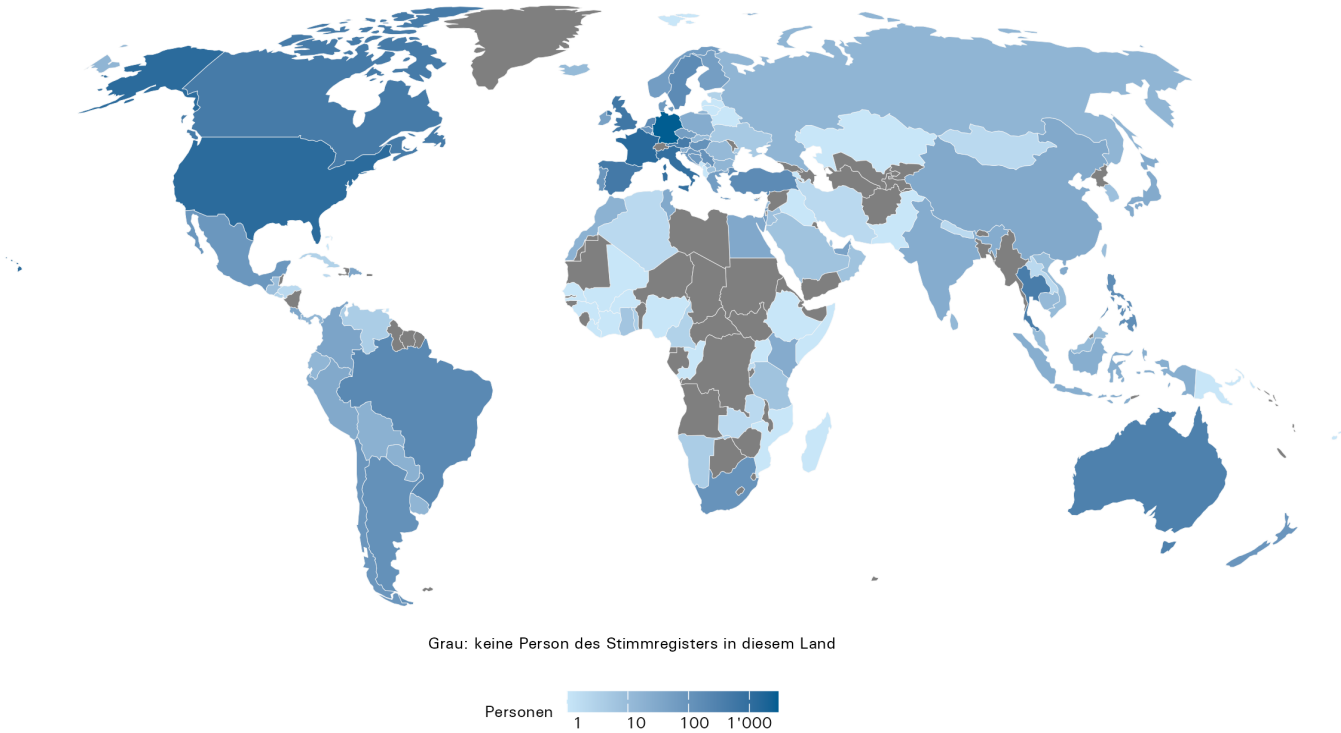 Grau: keine Person des Stimmregisters in diesem Land
Personen
1 10 100 1'000